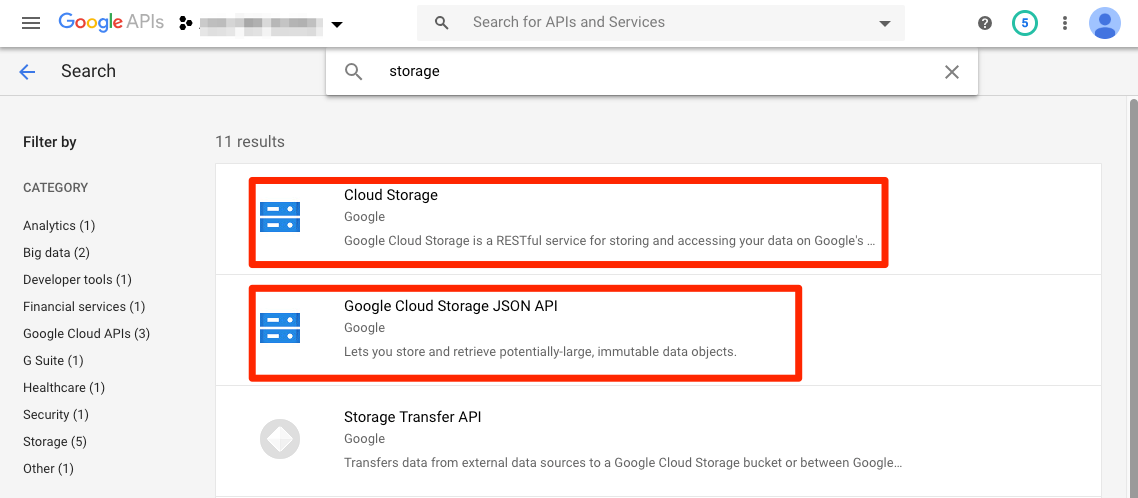 Google APIs
Search for APIs and Services
5
Search
storage
Filter by
11 results
CATEGORY
Analytics (1)
Big data (2)
Developer tools (1)
Financial services (1)
Google Cloud APIs (3)
G Suite (1)
Healthcare (1)
Security (1)
Storage (5)
Other (1)
Cloud Storage
Google
Google Cloud Storage is a RESTful service for storing and accessing your data on Google's ...
Google Cloud Storage JSON API
Google
Lets you store and retrieve potentially-large, immutable data objects.
Storage Transfer API
Google
Transfers data from external data sources to a Google Cloud Storage bucket or between Google...